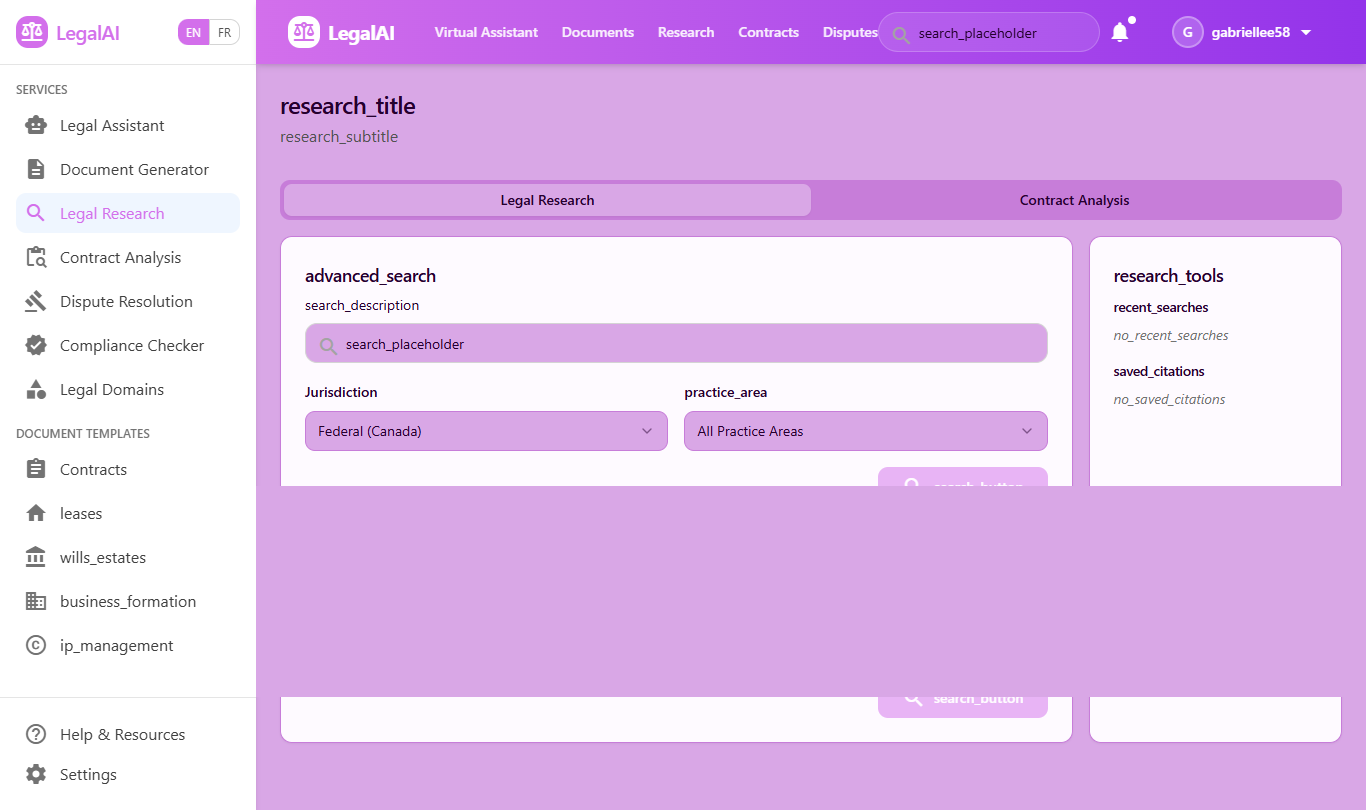 LegalAI
EN FR
SERVICES
Legal Assistant
Document Generator
Legal Research
Contract Analysis
Dispute Resolution
Compliance Checker
Legal Domains
DOCUMENT TEMPLATES
Contracts
leases
wills_estates
business_formation
ip_management
Help & Resources
Settings
LegalAI
Virtual Assistant Documents Research Contracts Disputes
search_placeholder
G gabriellee58
research_title
research_subtitle
Legal Research Contract Analysis
advanced_search
search_description
search_placeholder
Jurisdiction practice_area
Federal (Canada) All Practice Areas
search_button
search_button
research_tools
recent_searches
no_recent_searches
saved_citations
no_saved_citations